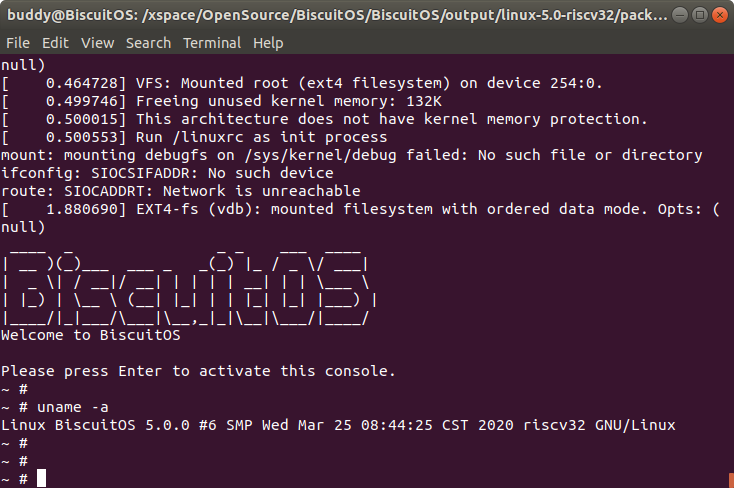 buddy@BiscuitOS: /xspace/OpenSource/BiscuitOS/BiscuitOS/output/linux-5.0-riscv32/pack...
File Edit View Search Terminal Help
null)
[    0.464728] VFS: Mounted root (ext4 filesystem) on device 254:0.
[    0.499746] Freeing unused kernel memory: 132K
[    0.500015] This architecture does not have kernel memory protection.
[    0.500553] Run /linuxrc as init process
mount: mounting debugfs on /sys/kernel/debug failed: No such file or directory
ifconfig: SIOCSIFADDR: No such device
route: SIOCADDRT: Network is unreachable
[    1.880690] EXT4-fs (vdb): mounted filesystem with ordered data mode. Opts: (
null)
BiscuitOS
Welcome to BiscuitOS
Please press Enter to activate this console.
~ #
~ # uname -a
Linux BiscuitOS 5.0.0 #6 SMP Wed Mar 25 08:44:25 CST 2020 riscv32 GNU/Linux
~ #
~ #
~ #